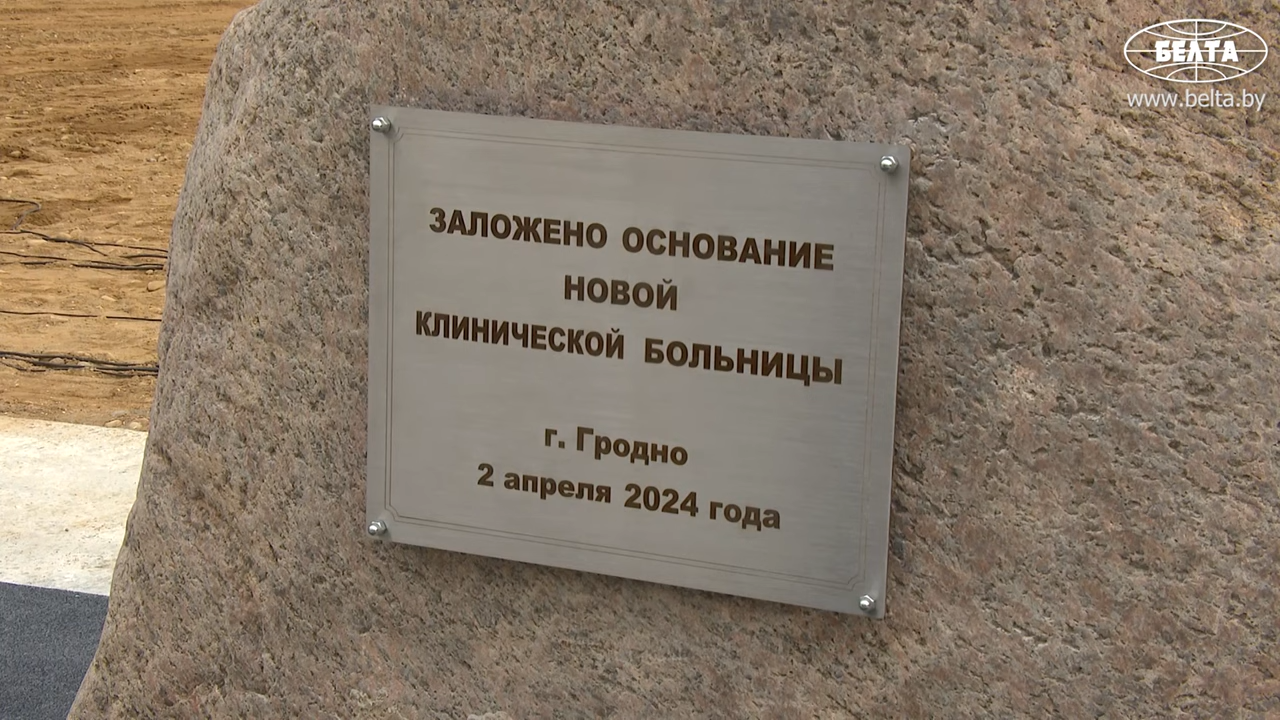 БЕЛТА
www.belta.by
ЗАЛОЖЕНО ОСНОВАНИЕ
НОВОЙ
КЛИНИЧЕСКОЙ БОЛЬНИЦЫ
г. Гродно
2 апреля 2024 года